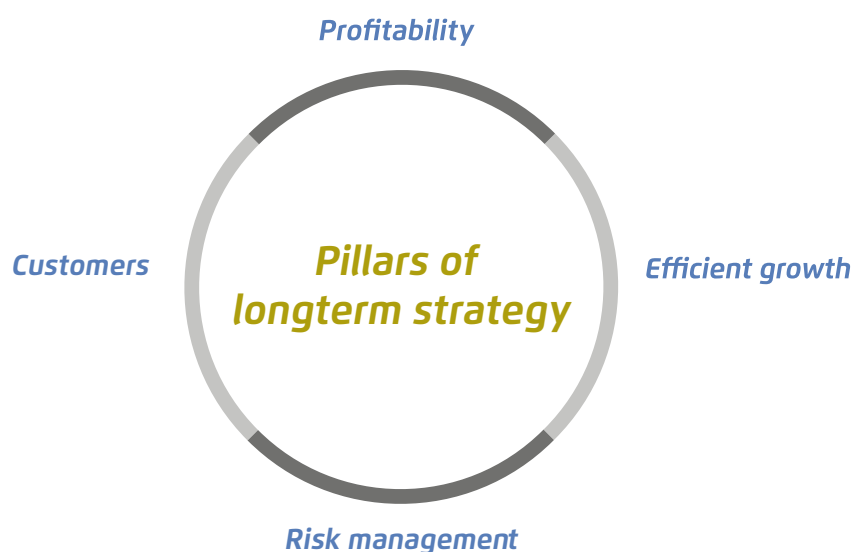 Profitability
Customers
Pillars of
longterm strategy
Efficient growth
Risk management